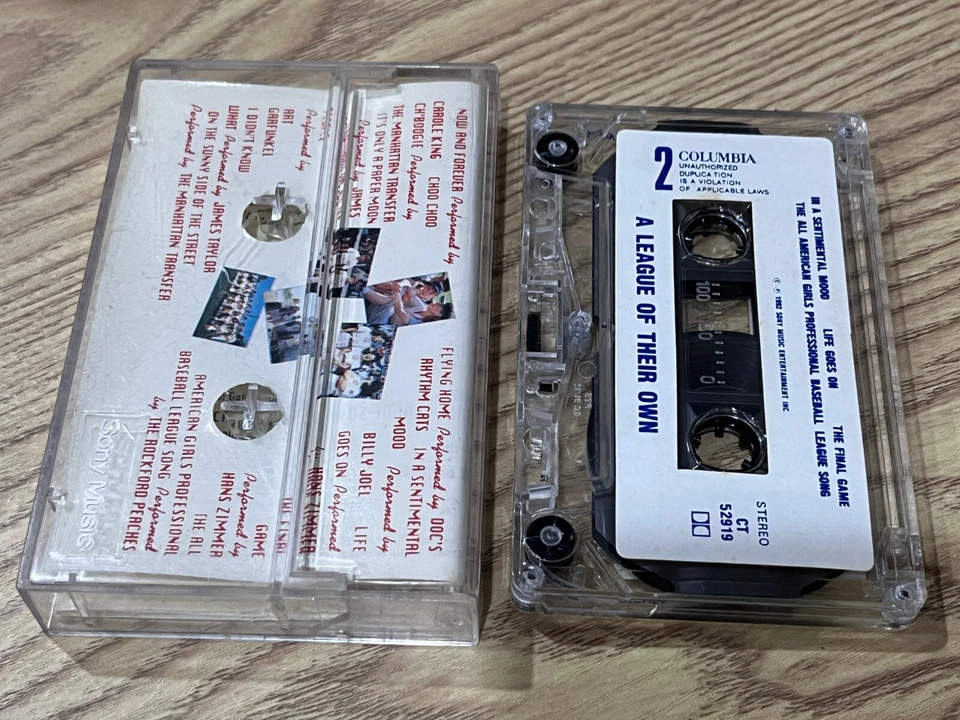 NOW AND FOREVER Performed by
CAROLE KING CHOO CHOO
CH'BOOGIE Performed by
THE MANHATTAN TRANSFER
IT'S ONLY A PAPER MOON
Performed by JAMES
Performed by
ART
GARFUNKEL
I DIDN'T KNOW
WHAT Performed by JAMES TAYLOR
ON THE SUNNY SIDE OF THE STREET
Performed by THE MANHATTAN TRANSFER
FLYING HOME Performed by DOC'S
RHYTHM CATS IN A SENTIMENTAL
MOOD Performed by
BILLY JOEL LIFE
GOES ON Performed
HANS ZIMMER
THE FINAL
GAME
Performed by
HANS ZIMMER
THE ALL
AMERICAN GIRLS PROFESSIONAL
BASEBALL LEAGUE SONG Performed
by THE ROCKFORD PEACHES
Sony Music
2
COLUMBIA
UNAUTHORIZED
DUPLICATION
IS A VIOLATION
OF APPLICABLE LAWS
IN A SENTIMENTAL MOOD LIFE GOES ON THE FINAL GAME
THE ALL AMERICAN GIRLS PROFESSIONAL BASEBALL LEAGUE SONG
© ℗ 1992 SONY MUSIC ENTERTAINMENT INC.
100 50 0
A LEAGUE OF THEIR OWN
STEREO
CT
52919